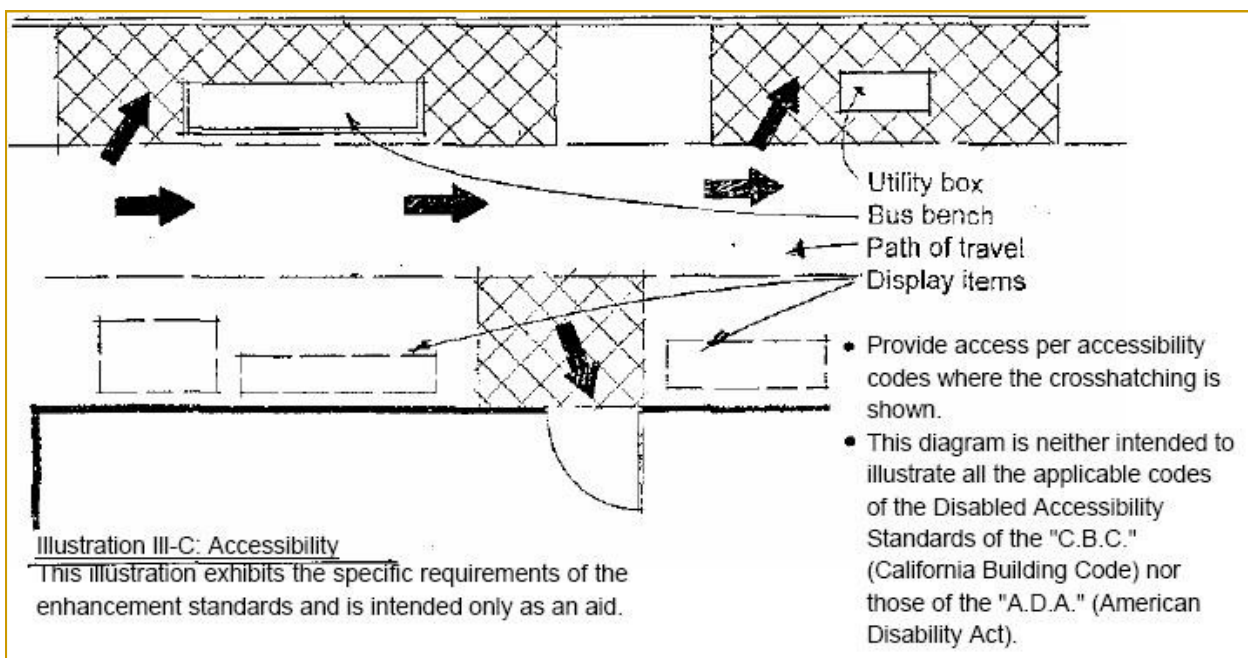 Utility box
Bus bench
Path of travel
Display items
• Provide access per accessibility
codes where the crosshatching is
shown.
• This diagram is neither intended to
illustrate all the applicable codes
of the Disabled Accessibility
Standards of the "C.B.C."
(California Building Code) nor
those of the "A.D.A." (American
Disability Act).
Illustration III-C: Accessibility
This illustration exhibits the specific requirements of the
enhancement standards and is intended only as an aid.